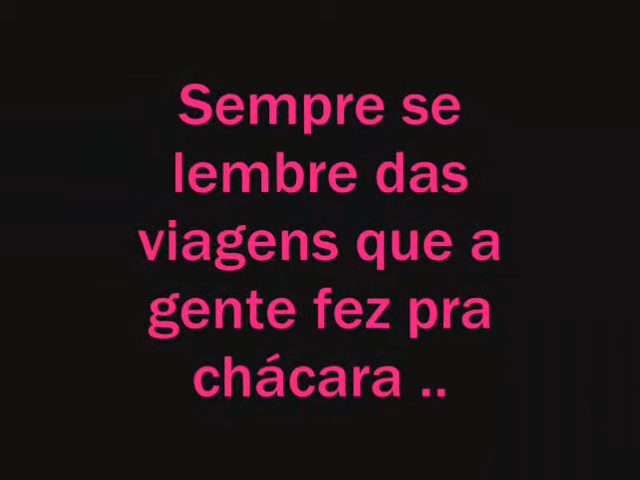 Sempre se
lembre das
viagens que a
gente fez pra
chácara ..